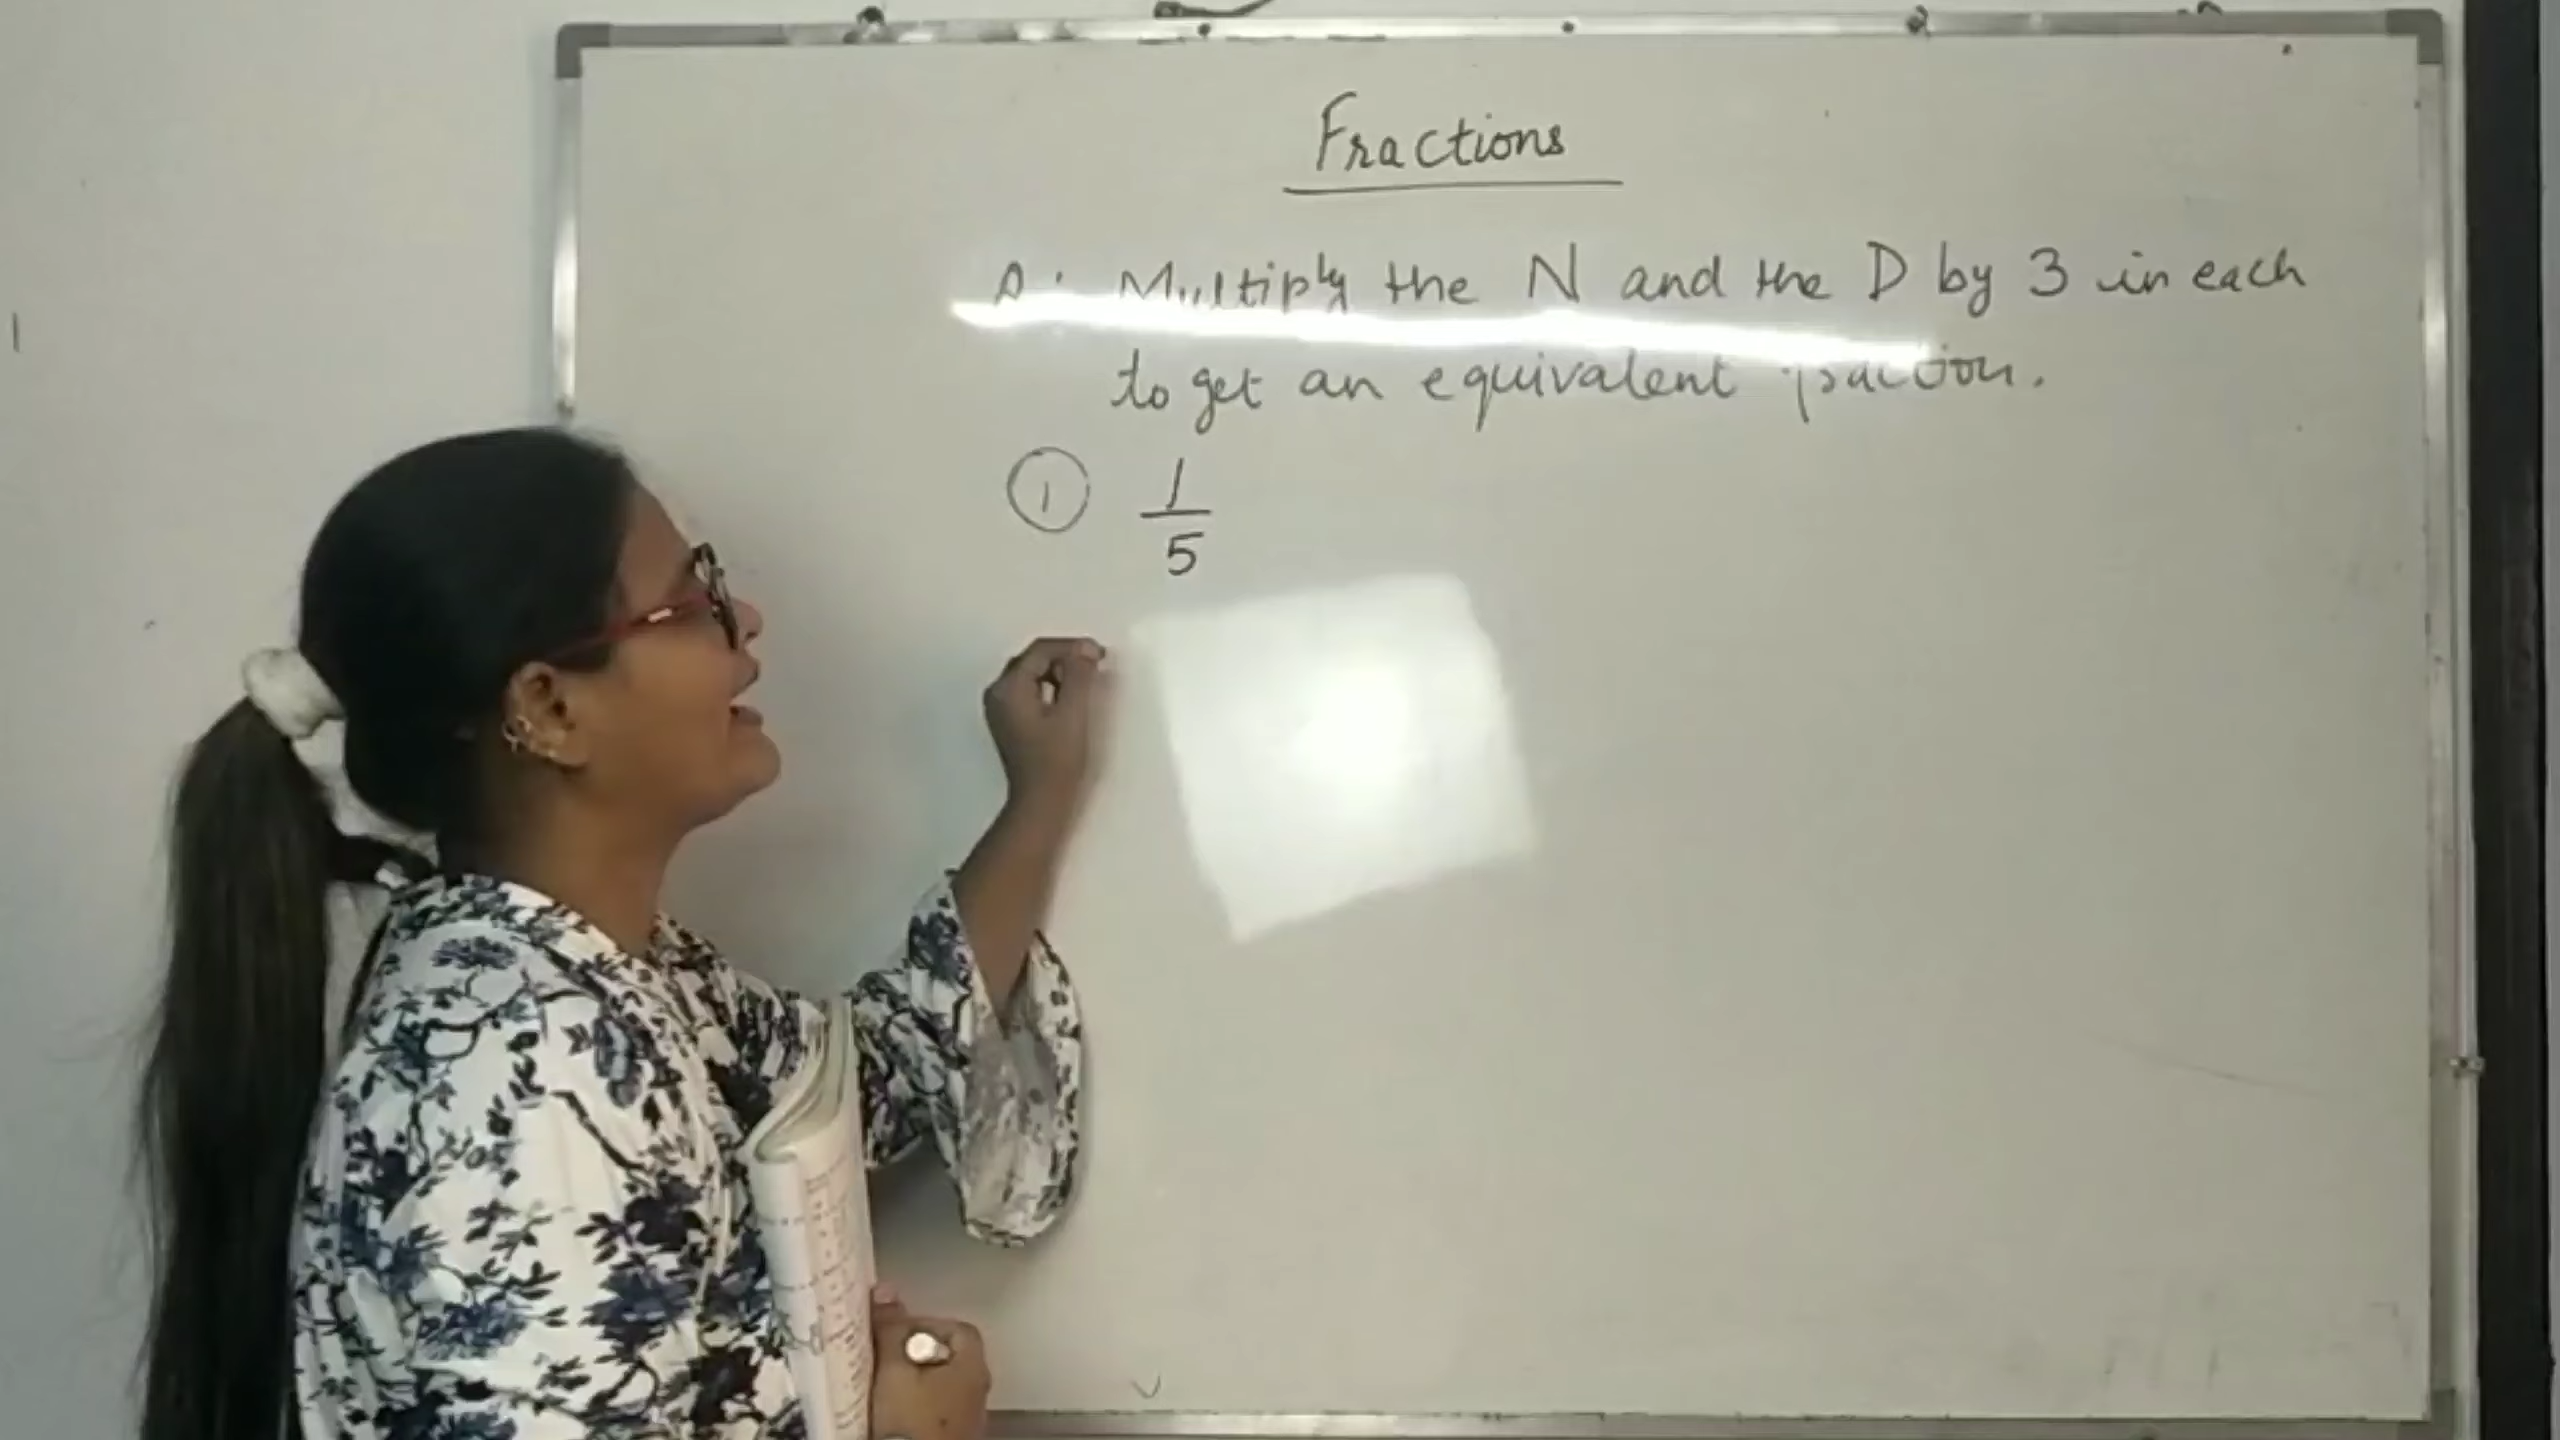 Fractions
A. Multiply the N and the D by 3 in each
to get an equivalent fraction.
① 1/5